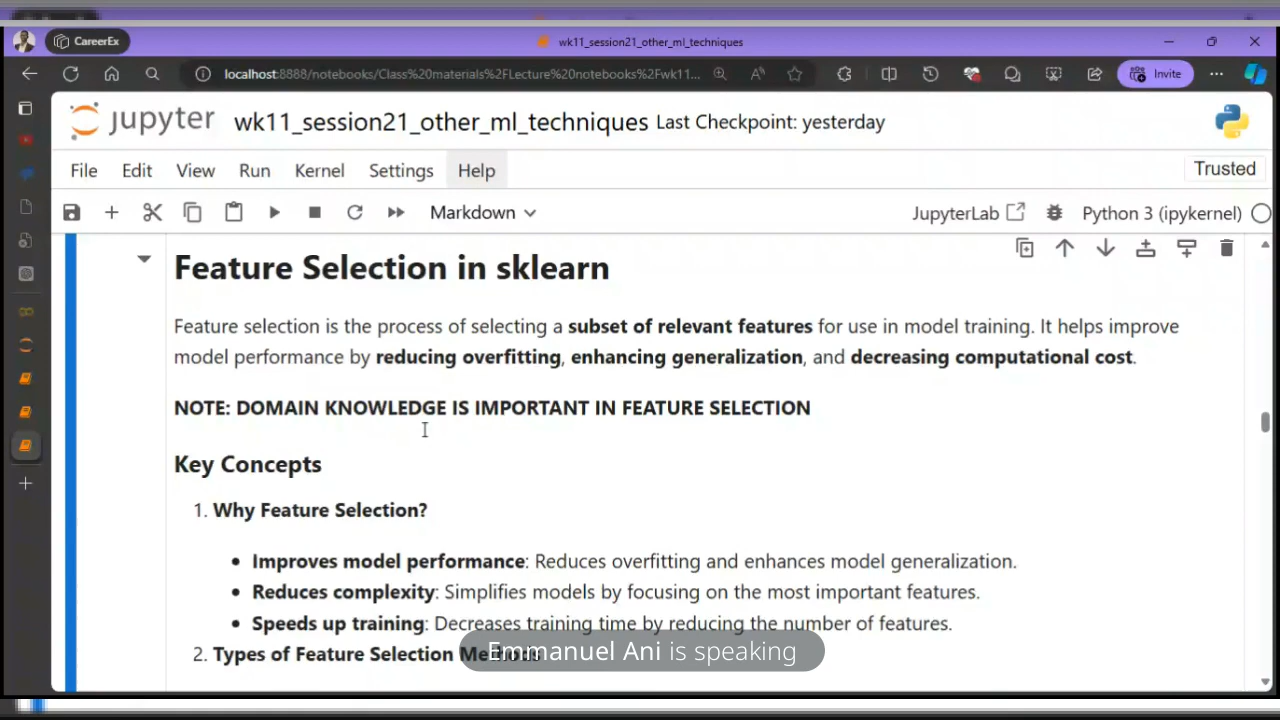 CareerEx
wk11_session21_other_ml_techniques
localhost:8888/notebooks/Class%20materials%2FLecture%20notebooks%2Fwk11...
Invite
jupyter wk11_session21_other_ml_techniques Last Checkpoint: yesterday
File Edit View Run Kernel Settings Help Trusted
Markdown JupyterLab Python 3 (ipykernel)
Feature Selection in sklearn
Feature selection is the process of selecting a subset of relevant features for use in model training. It helps improve
model performance by reducing overfitting, enhancing generalization, and decreasing computational cost.
NOTE: DOMAIN KNOWLEDGE IS IMPORTANT IN FEATURE SELECTION
Key Concepts
1. Why Feature Selection?
• Improves model performance: Reduces overfitting and enhances model generalization.
• Reduces complexity: Simplifies models by focusing on the most important features.
• Speeds up training: Decreases training time by reducing the number of features.
2. Types of Feature Selection Methods
Emmanuel Ani is speaking